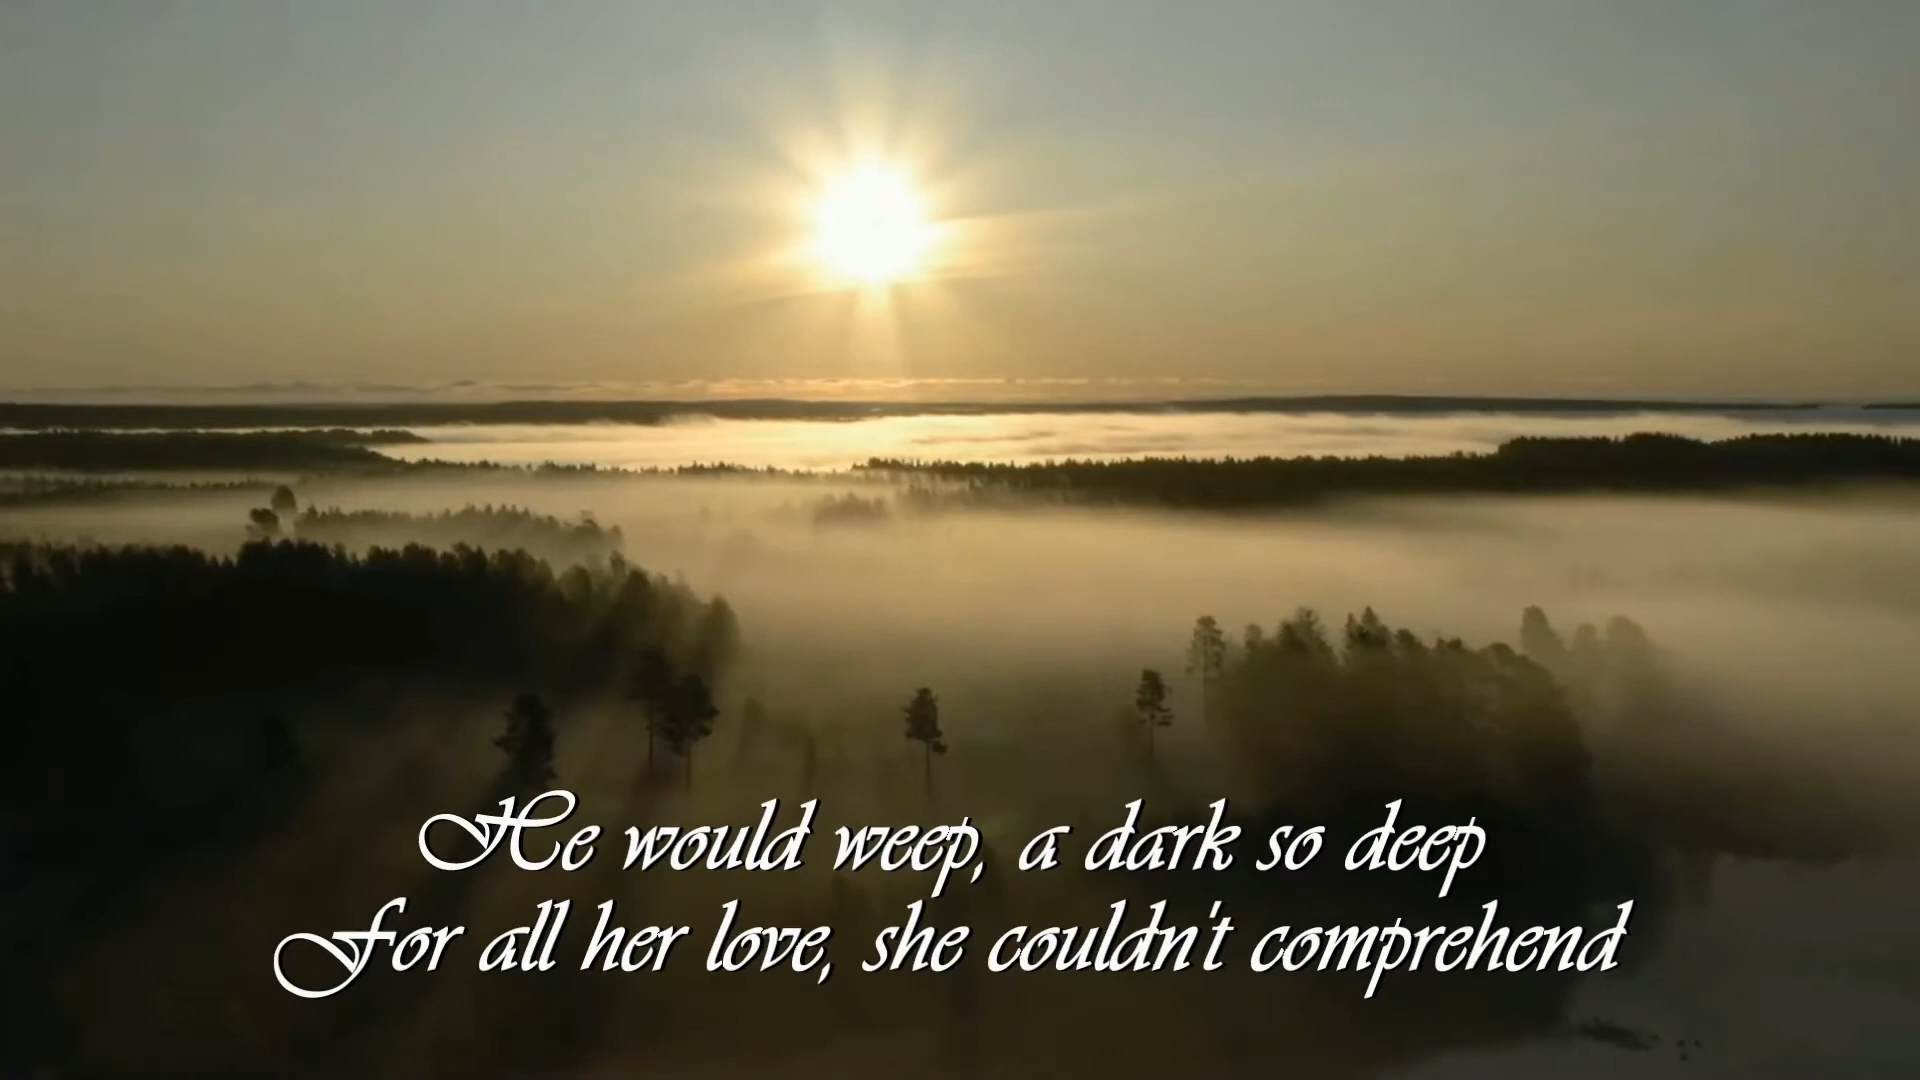 He would weep, a dark so deep
For all her love, she couldn't comprehend